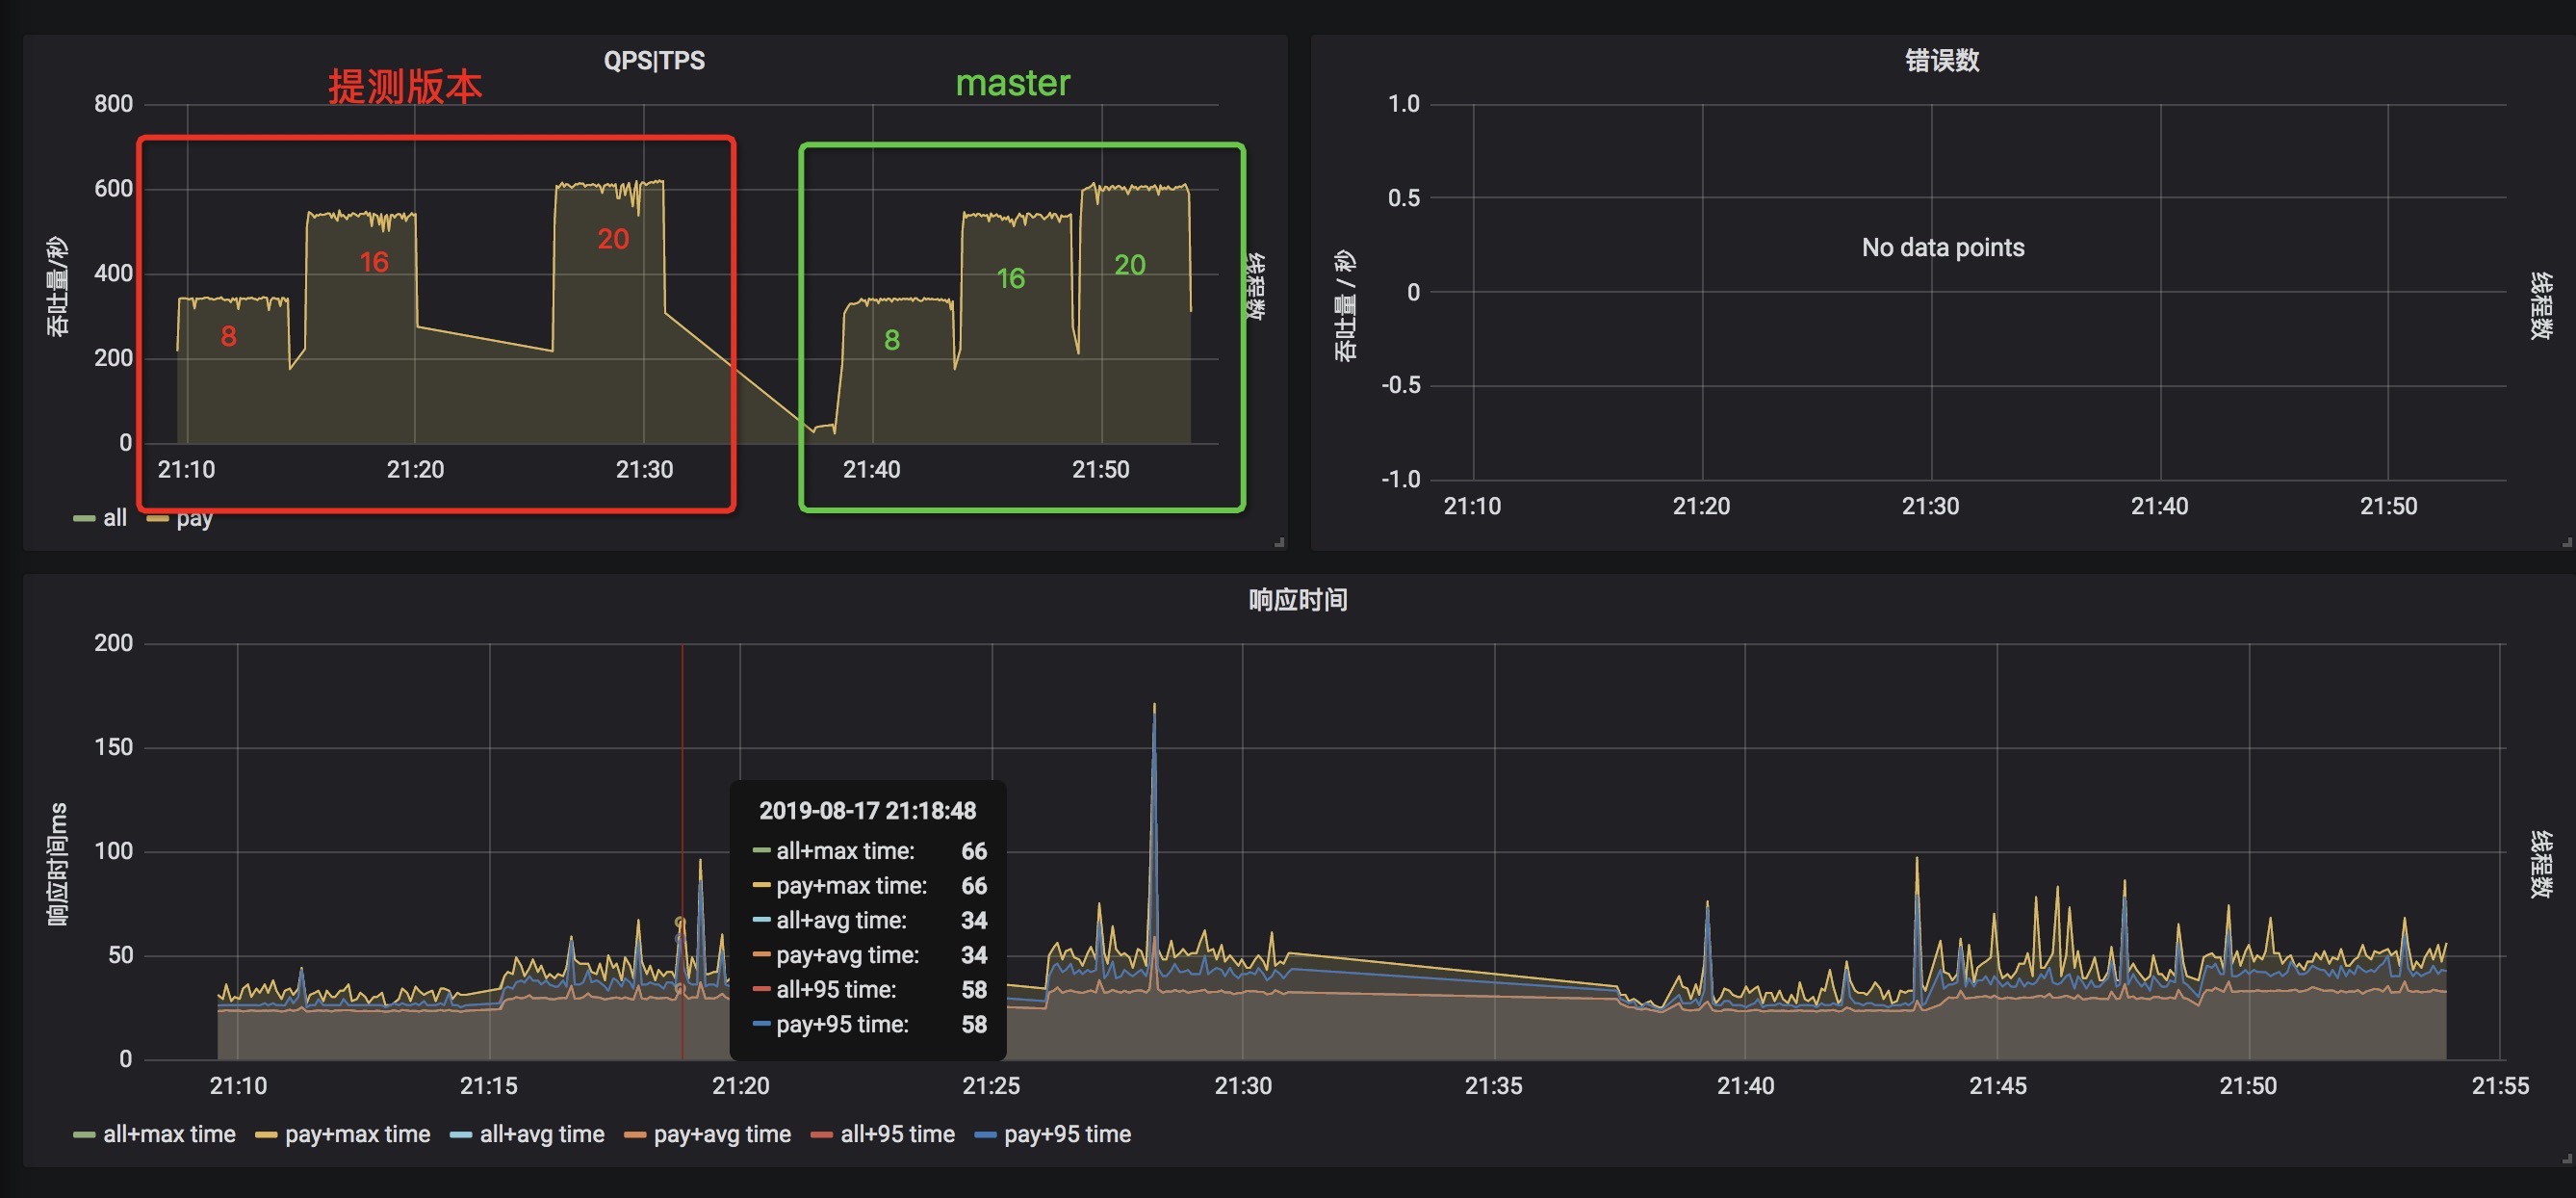 QPS|TPS
提测版本
master
800
600
400
200
0
吞吐量/秒
线程数
8
16
20
8
16
20
21:10 21:20 21:30 21:40 21:50
all pay
错误数
1.0
0.5
0
-0.5
-1.0
吞吐量 / 秒
线程数
No data points
21:10 21:20 21:30 21:40 21:50
响应时间
200
150
100
50
0
响应时间ms
线程数
2019-08-17 21:18:48
all+max time: 66
pay+max time: 66
all+avg time: 34
pay+avg time: 34
all+95 time: 58
pay+95 time: 58
21:10 21:15 21:20 21:25 21:30 21:35 21:40 21:45 21:50 21:55
all+max time pay+max time all+avg time pay+avg time all+95 time pay+95 time